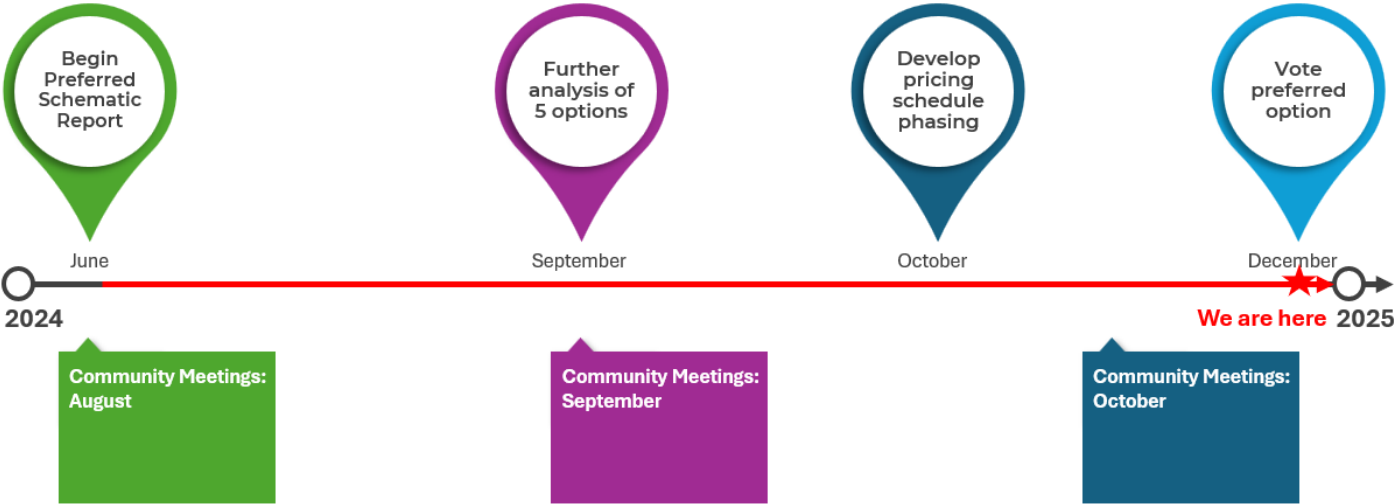 Begin
Preferred
Schematic
Report
Further
analysis of
5 options
Develop
pricing
schedule
phasing
Vote
preferred
option
June
September
October
December
2024
We are here
2025
Community Meetings:
August
Community Meetings:
September
Community Meetings:
October